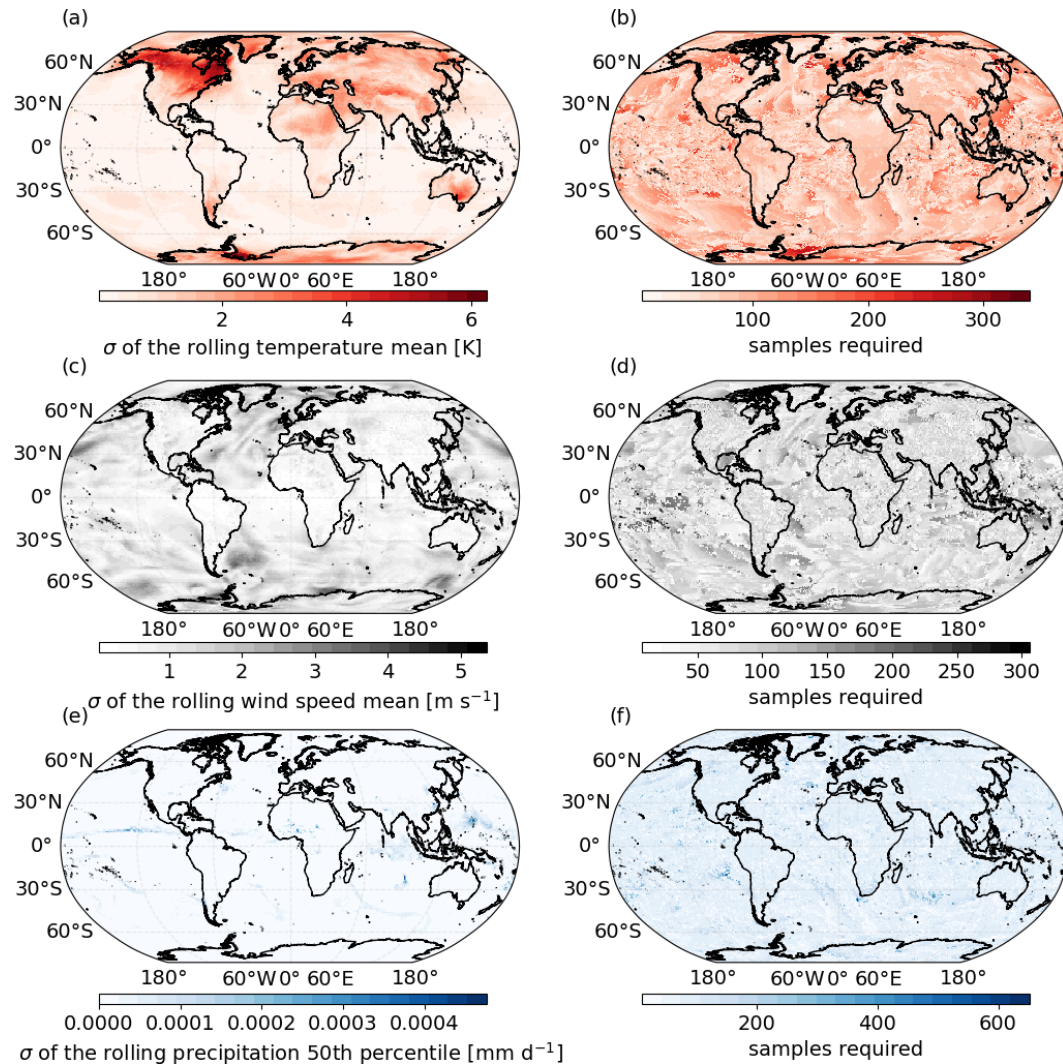 (a)
(b)
60°N
30°N
0°
30°S
60°S
180° 60°W 0° 60°E 180°
2 4 6
σ of the rolling temperature mean [K]
60°N
30°N
0°
30°S
60°S
180° 60°W 0° 60°E 180°
100 200 300
samples required
(c)
(d)
60°N
30°N
0°
30°S
60°S
180° 60°W 0° 60°E 180°
1 2 3 4 5
σ of the rolling wind speed mean [m s⁻¹]
60°N
30°N
0°
30°S
60°S
180° 60°W 0° 60°E 180°
50 100 150 200 250 300
samples required
(e)
(f)
60°N
30°N
0°
30°S
60°S
180° 60°W 0° 60°E 180°
0.0000 0.0001 0.0002 0.0003 0.0004
σ of the rolling precipitation 50th percentile [mm d⁻¹]
60°N
30°N
0°
30°S
60°S
180° 60°W 0° 60°E 180°
200 400 600
samples required